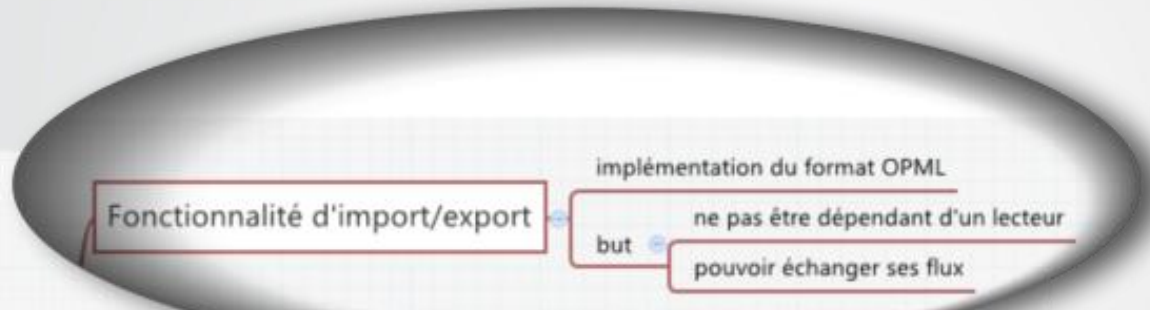 implémentation du format OPML
Fonctionnalité d'import/export
ne pas être dépendant d'un lecteur
but
pouvoir échanger ses flux